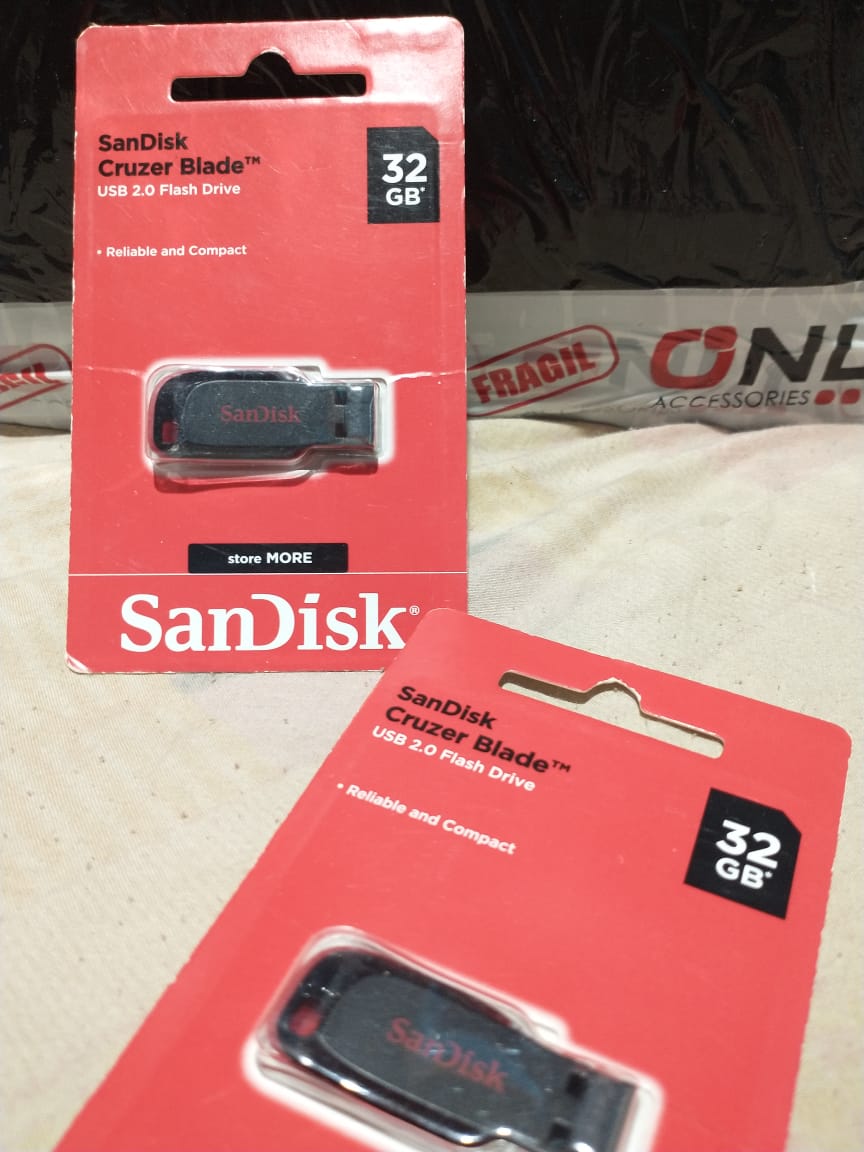 SanDisk
Cruzer Blade™
USB 2.0 Flash Drive
32
GB*
• Reliable and Compact
SanDisk
store MORE
SanDisk®
FRAGIL
ONL
ACCESSORIES
SanDisk
Cruzer Blade™
USB 2.0 Flash Drive
• Reliable and Compact
32
GB*
SanDisk